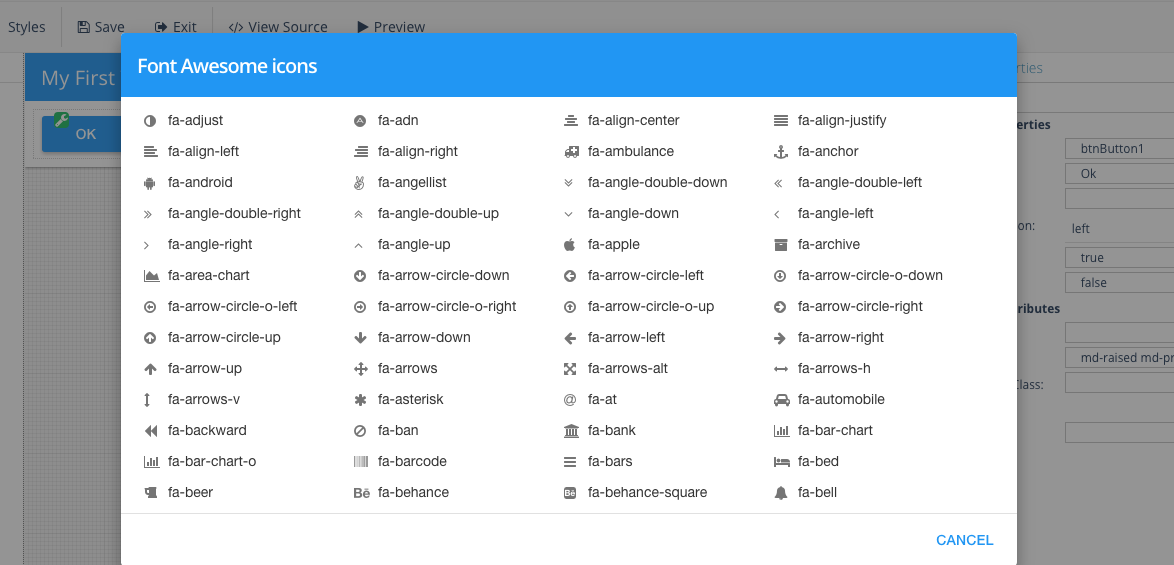 Styles Save Exit View Source Preview
Font Awesome icons
My First
rties
fa-adjust fa-adn fa-align-center fa-align-justify
erties
OK
fa-align-left fa-align-right fa-ambulance fa-anchor
btnButton1
fa-android fa-angellist fa-angle-double-down fa-angle-double-left
Ok
fa-angle-double-right fa-angle-double-up fa-angle-down fa-angle-left
on: left
fa-angle-right fa-angle-up fa-apple fa-archive
true
fa-area-chart fa-arrow-circle-down fa-arrow-circle-left fa-arrow-circle-o-down
false
fa-arrow-circle-o-left fa-arrow-circle-o-right fa-arrow-circle-o-up fa-arrow-circle-right
ributes
fa-arrow-circle-up fa-arrow-down fa-arrow-left fa-arrow-right
md-raised md-pr
fa-arrow-up fa-arrows fa-arrows-alt fa-arrows-h
Class:
fa-arrows-v fa-asterisk fa-at fa-automobile
fa-backward fa-ban fa-bank fa-bar-chart
fa-bar-chart-o fa-barcode fa-bars fa-bed
fa-beer fa-behance fa-behance-square fa-bell
CANCEL